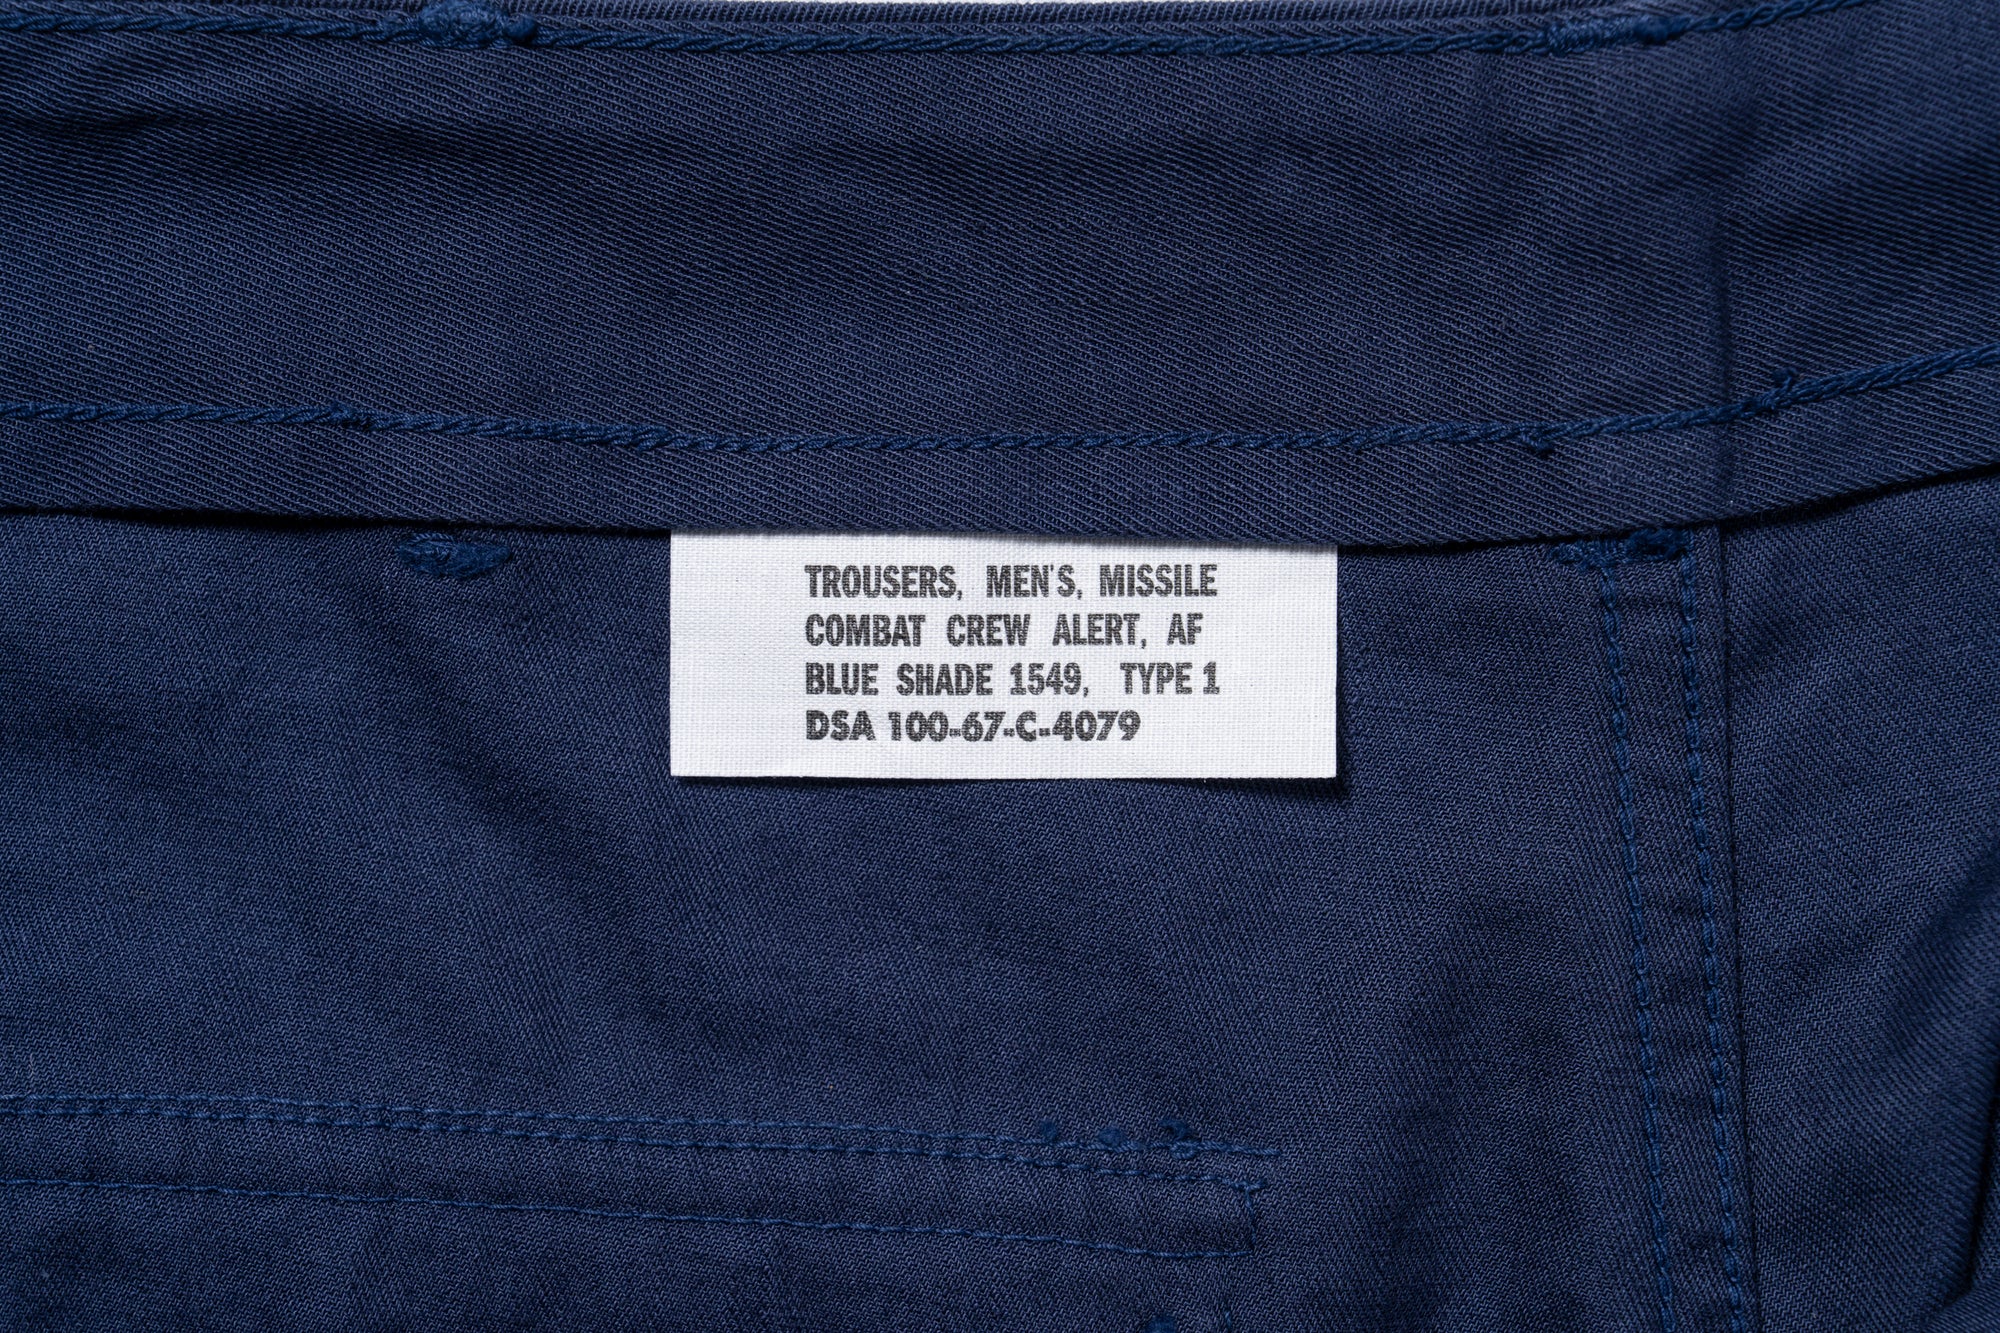 TROUSERS, MEN'S, MISSILE
COMBAT CREW ALERT, AF
BLUE SHADE 1549, TYPE 1
DSA 100-67-C-4079